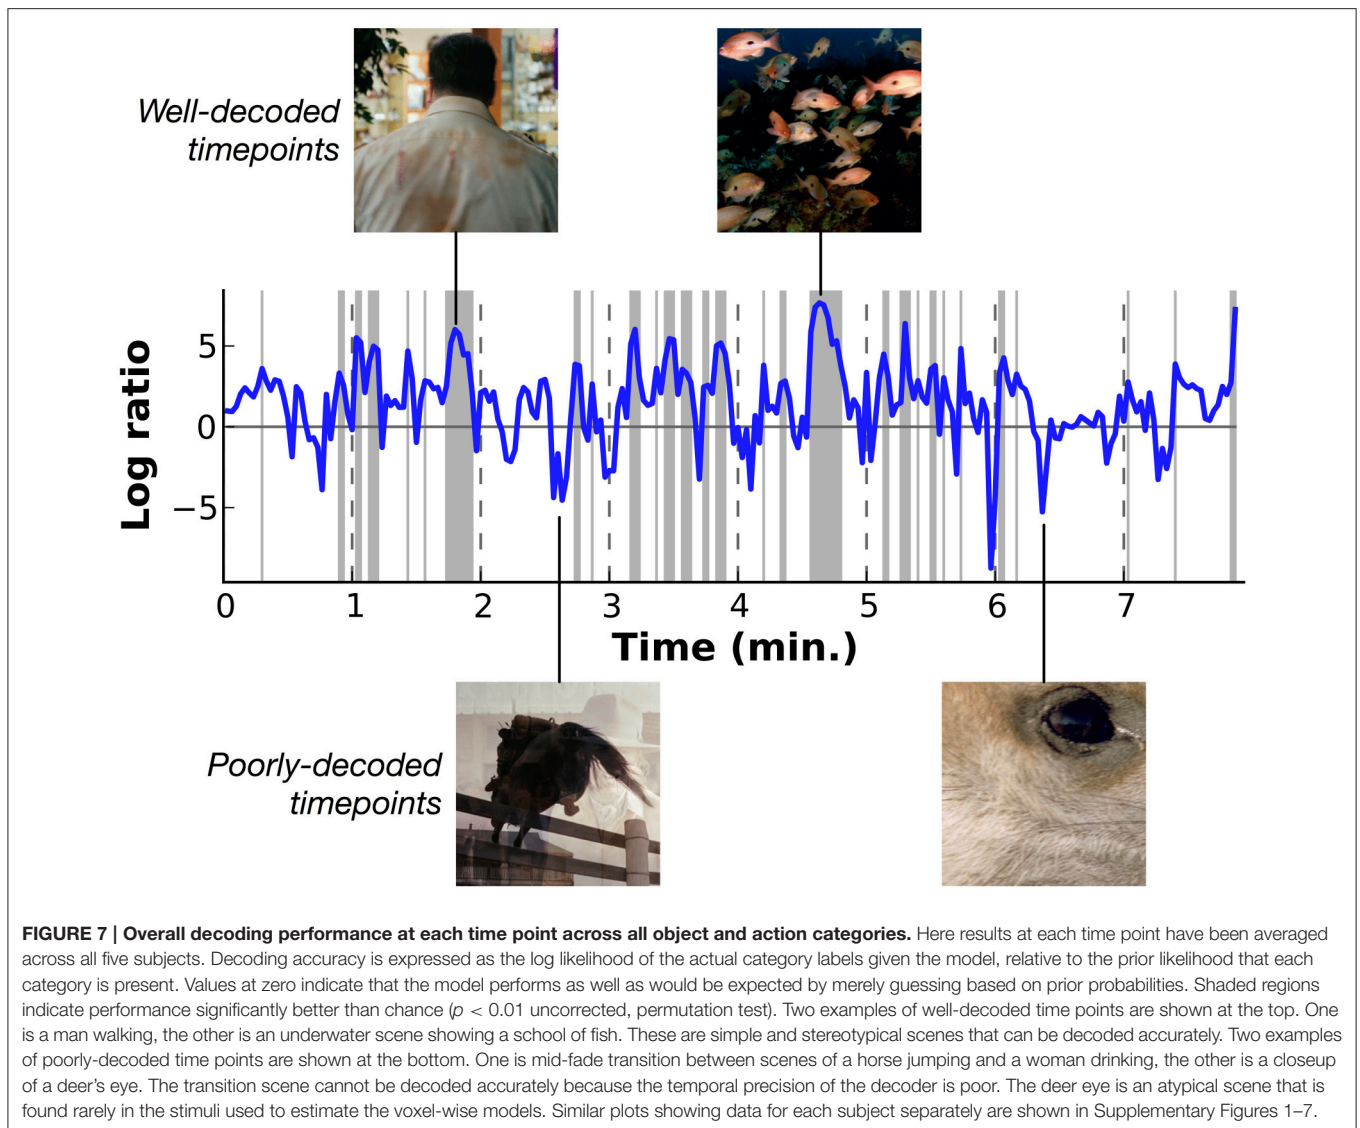 Well-decoded
timepoints
5
0
−5
Log ratio
0 1 2 3 4 5 6 7
Time (min.)
Poorly-decoded
timepoints
FIGURE 7 | Overall decoding performance at each time point across all object and action categories. Here results at each time point have been averaged
across all five subjects. Decoding accuracy is expressed as the log likelihood of the actual category labels given the model, relative to the prior likelihood that each
category is present. Values at zero indicate that the model performs as well as would be expected by merely guessing based on prior probabilities. Shaded regions
indicate performance significantly better than chance (p < 0.01 uncorrected, permutation test). Two examples of well-decoded time points are shown at the top. One
is a man walking, the other is an underwater scene showing a school of fish. These are simple and stereotypical scenes that can be decoded accurately. Two examples
of poorly-decoded time points are shown at the bottom. One is mid-fade transition between scenes of a horse jumping and a woman drinking, the other is a closeup
of a deer's eye. The transition scene cannot be decoded accurately because the temporal precision of the decoder is poor. The deer eye is an atypical scene that is
found rarely in the stimuli used to estimate the voxel-wise models. Similar plots showing data for each subject separately are shown in Supplementary Figures 1–7.